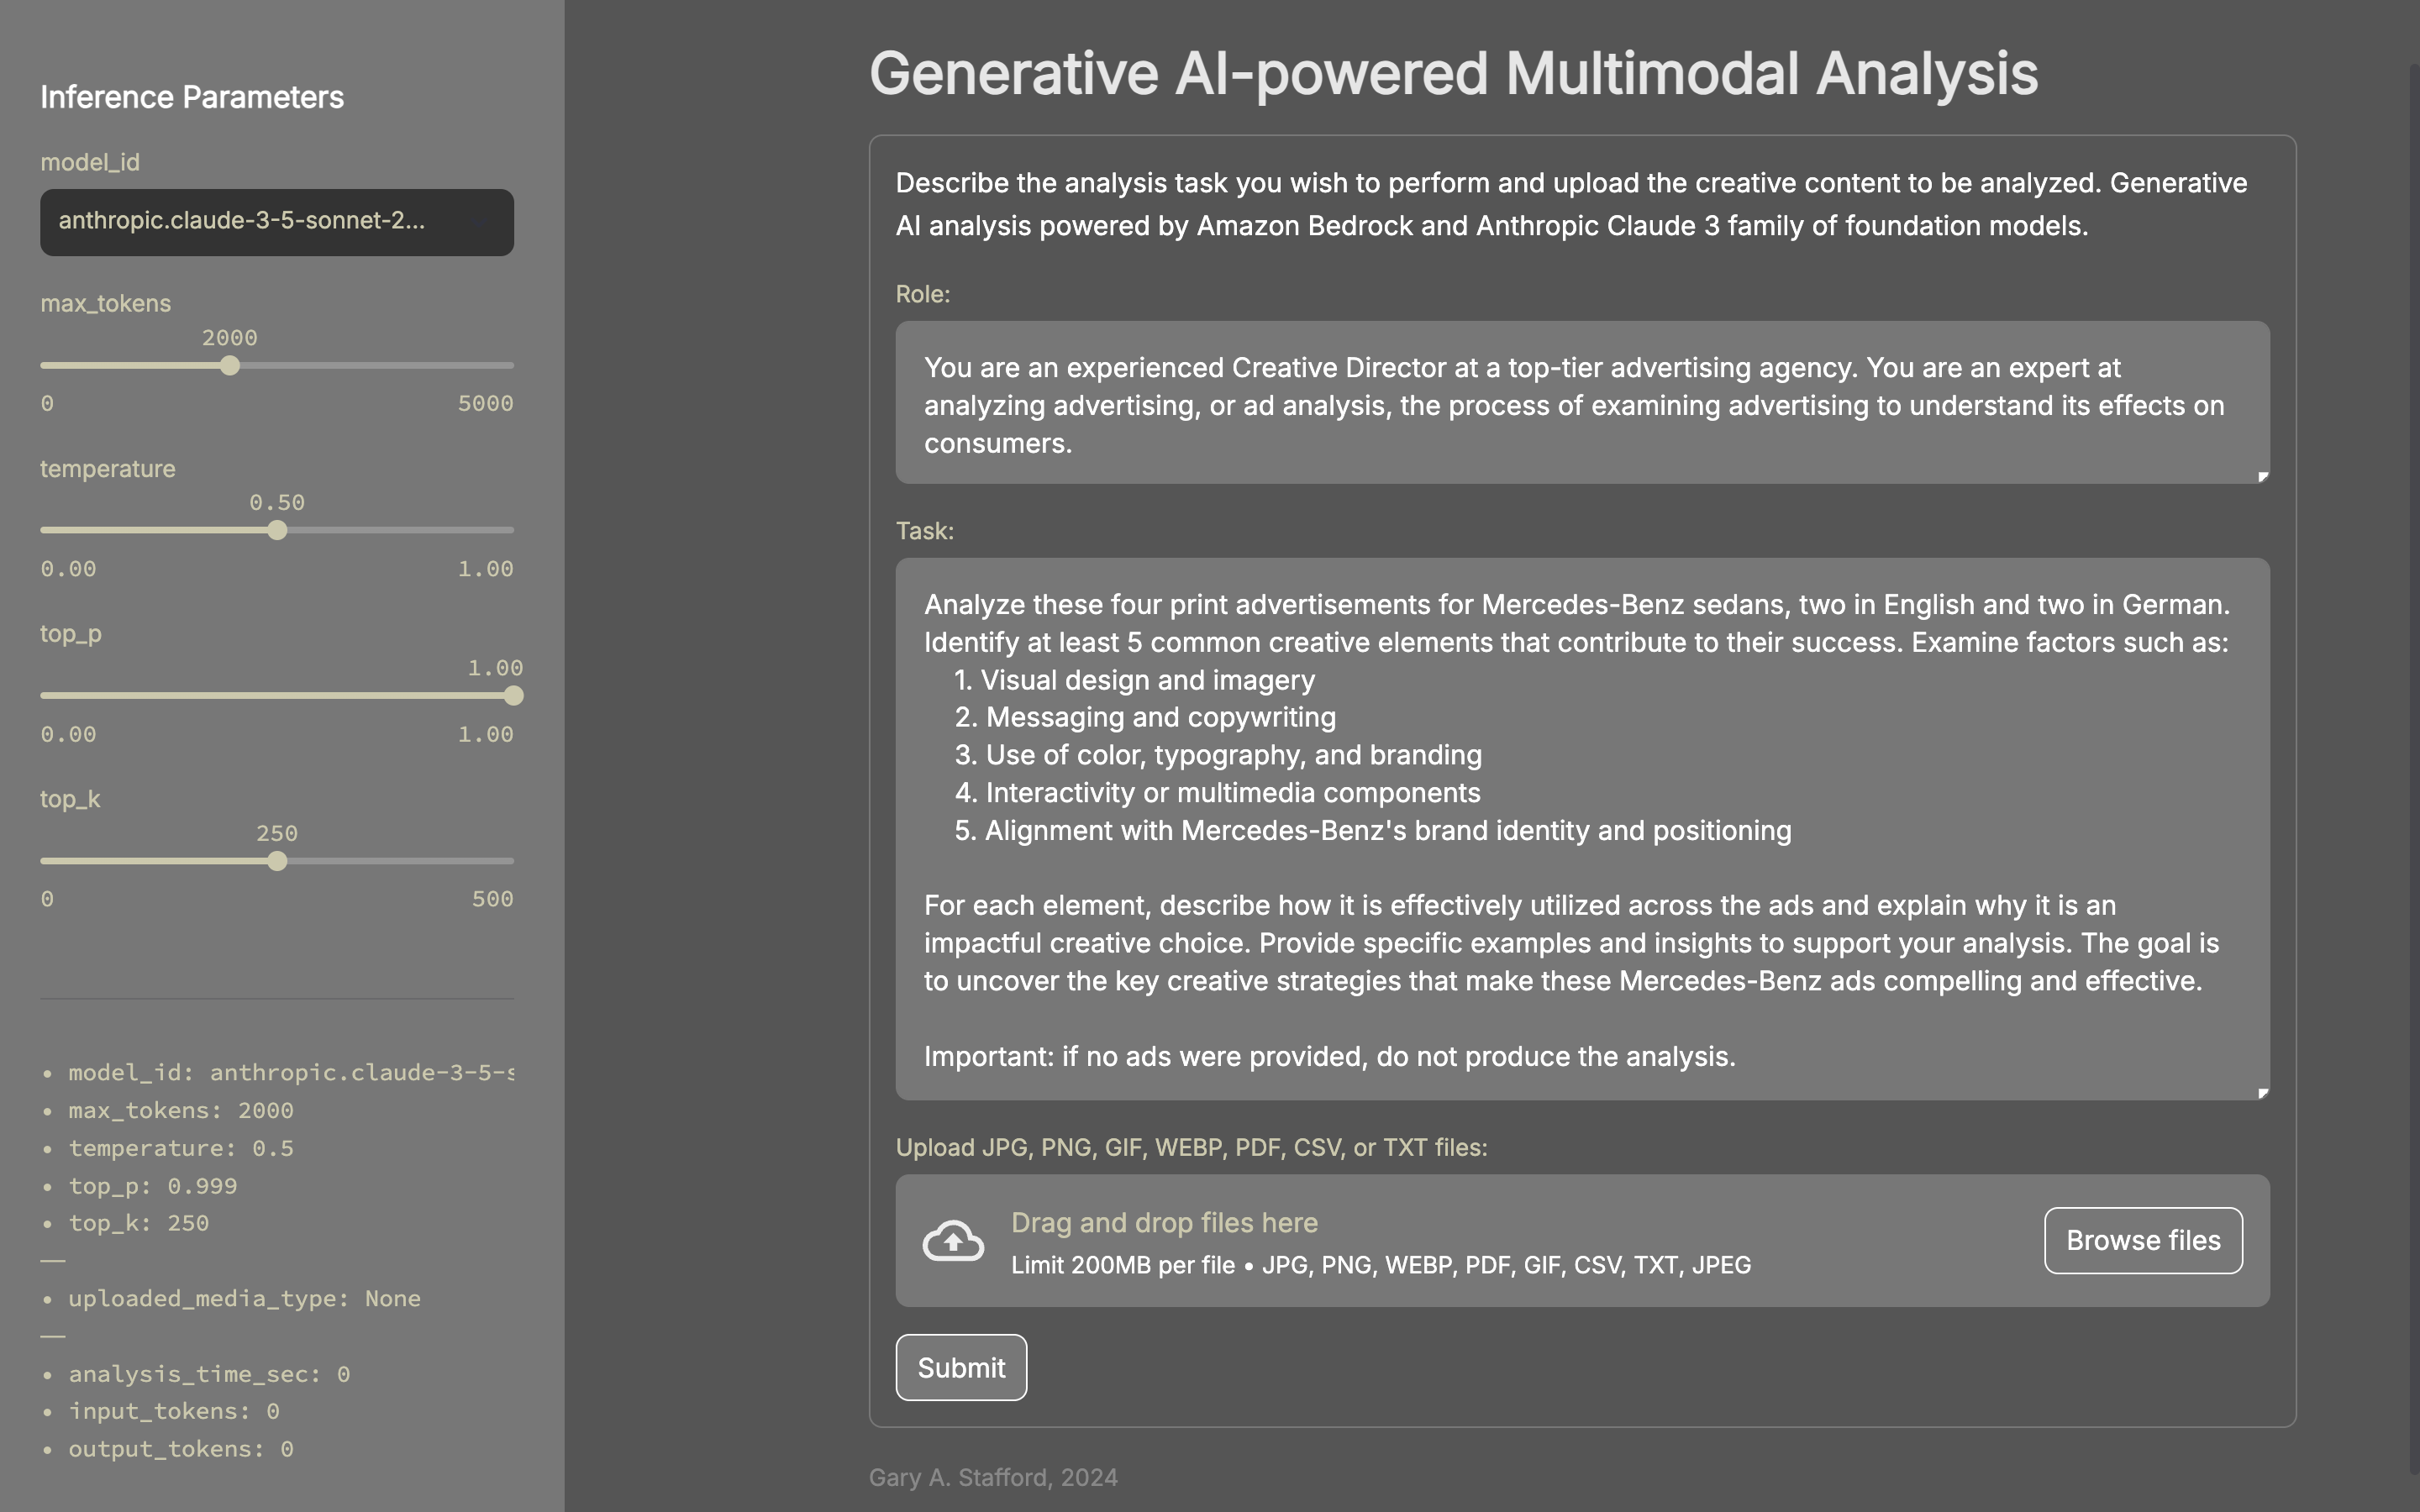 Inference Parameters
model_id
anthropic.claude-3-5-sonnet-2...
max_tokens
2000
0 5000
temperature
0.50
0.00 1.00
top_p
1.00
0.00 1.00
top_k
250
0 500
• model_id: anthropic.claude-3-5-s
• max_tokens: 2000
• temperature: 0.5
• top_p: 0.999
• top_k: 250
—
• uploaded_media_type: None
—
• analysis_time_sec: 0
• input_tokens: 0
• output_tokens: 0
Generative AI-powered Multimodal Analysis
Describe the analysis task you wish to perform and upload the creative content to be analyzed. Generative
AI analysis powered by Amazon Bedrock and Anthropic Claude 3 family of foundation models.
Role:
You are an experienced Creative Director at a top-tier advertising agency. You are an expert at
analyzing advertising, or ad analysis, the process of examining advertising to understand its effects on
consumers.
Task:
Analyze these four print advertisements for Mercedes-Benz sedans, two in English and two in German.
Identify at least 5 common creative elements that contribute to their success. Examine factors such as:
1. Visual design and imagery
2. Messaging and copywriting
3. Use of color, typography, and branding
4. Interactivity or multimedia components
5. Alignment with Mercedes-Benz's brand identity and positioning
For each element, describe how it is effectively utilized across the ads and explain why it is an
impactful creative choice. Provide specific examples and insights to support your analysis. The goal is
to uncover the key creative strategies that make these Mercedes-Benz ads compelling and effective.
Important: if no ads were provided, do not produce the analysis.
Upload JPG, PNG, GIF, WEBP, PDF, CSV, or TXT files:
Drag and drop files here
Limit 200MB per file • JPG, PNG, WEBP, PDF, GIF, CSV, TXT, JPEG
Browse files
Submit
Gary A. Stafford, 2024